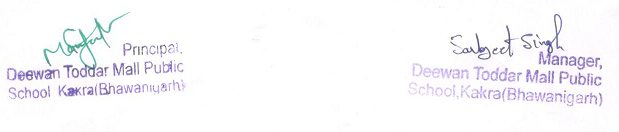 Principal,
Deewan Toddar Mall Public
School Kakra(Bhawanigarh)
Sarbjeet Singh
Manager,
Deewan Toddar Mall Public
School,Kakra(Bhawanigarh)